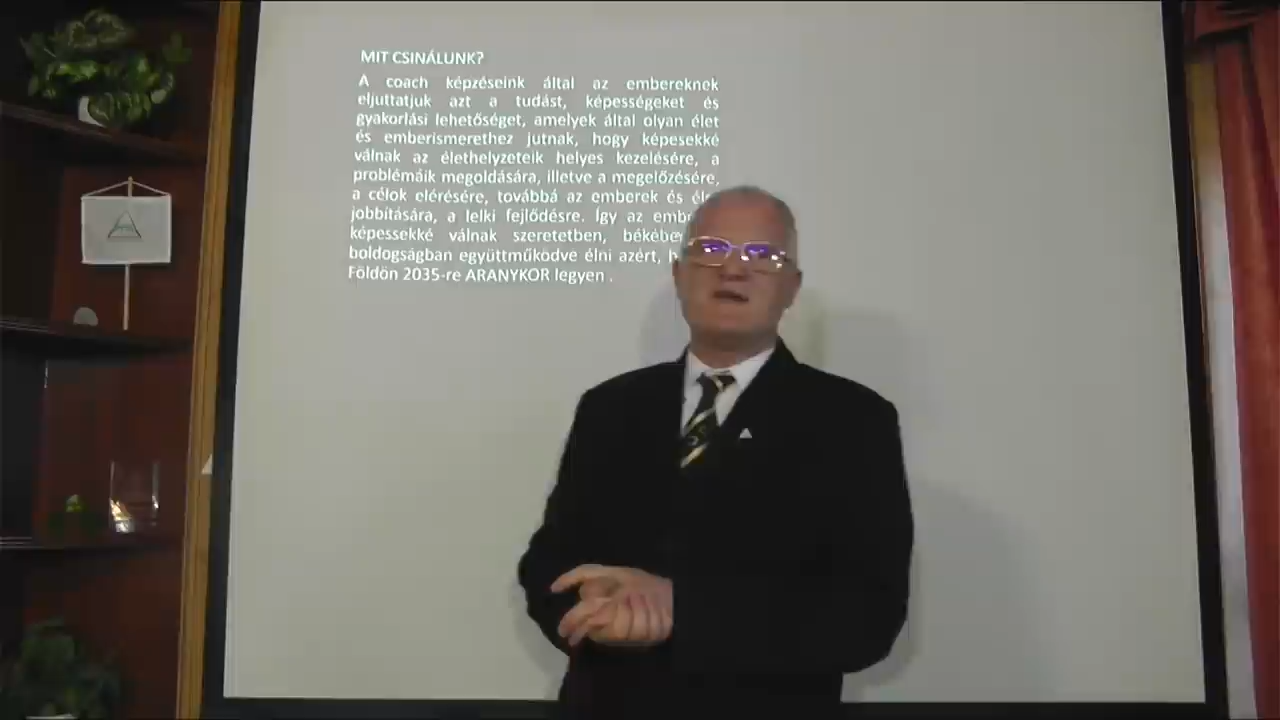 MIT CSINÁLUNK?
A coach képzéseink által az embereknek
eljuttatjuk azt a tudást, képességeket és
gyakorlási lehetőséget, amelyek által olyan élet
és emberismerethez jutnak, hogy képesekké
válnak az élethelyzeteik helyes kezelésére, a
problémáik megoldására, illetve a megelőzésére,
a célok elérésére, továbbá az emberek és
jobbítására, a lelki fejlődésre. Így az
képessekké válnak szeretetben,
boldogságban együttműködve élni azért,
Földön 2035-re ARANYKOR legyen .